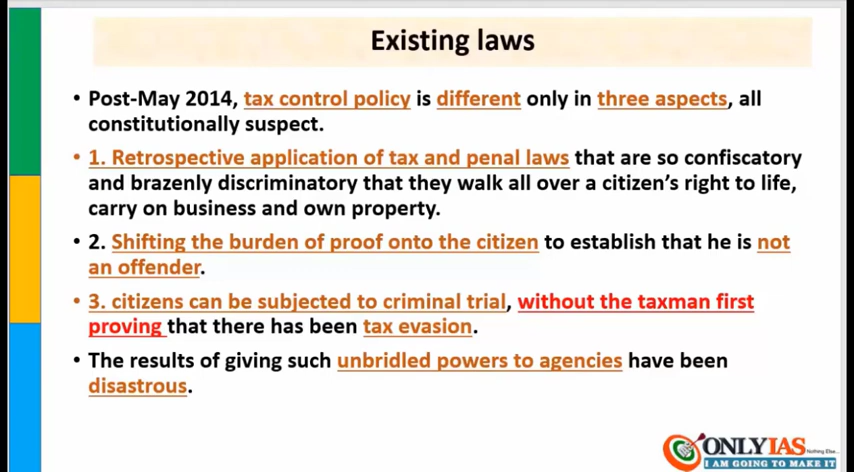 Existing laws
• Post-May 2014, tax control policy is different only in three aspects, all
constitutionally suspect.
• 1. Retrospective application of tax and penal laws that are so confiscatory
and brazenly discriminatory that they walk all over a citizen's right to life,
carry on business and own property.
• 2. Shifting the burden of proof onto the citizen to establish that he is not
an offender.
• 3. citizens can be subjected to criminal trial, without the taxman first
proving that there has been tax evasion.
• The results of giving such unbridled powers to agencies have been
disastrous.
ONLYIAS Nothing Else..
I AM GOING TO MAKE IT